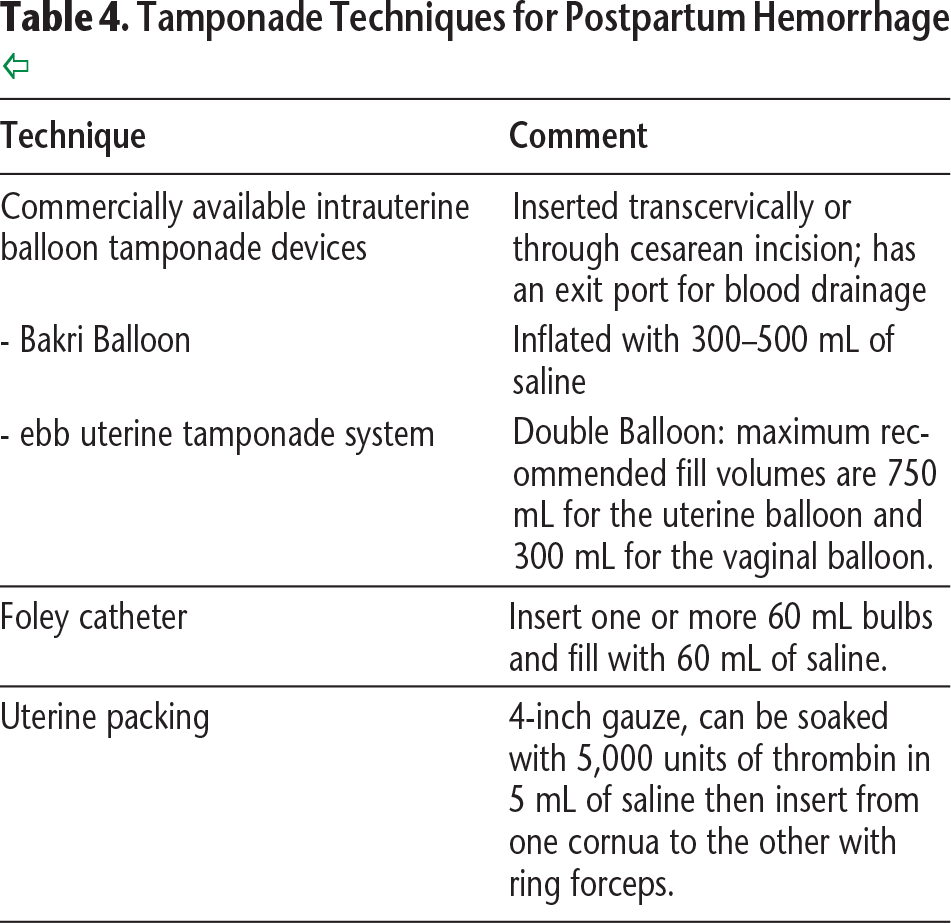 Table 4. Tamponade Techniques for Postpartum Hemorrhage
Technique
Comment
Commercially available intrauterine
balloon tamponade devices
Inserted transcervically or
through cesarean incision; has
an exit port for blood drainage
- Bakri Balloon
Inflated with 300–500 mL of
saline
- ebb uterine tamponade system
Double Balloon: maximum rec-
ommended fill volumes are 750
mL for the uterine balloon and
300 mL for the vaginal balloon.
Foley catheter
Insert one or more 60 mL bulbs
and fill with 60 mL of saline.
Uterine packing
4-inch gauze, can be soaked
with 5,000 units of thrombin in
5 mL of saline then insert from
one cornua to the other with
ring forceps.